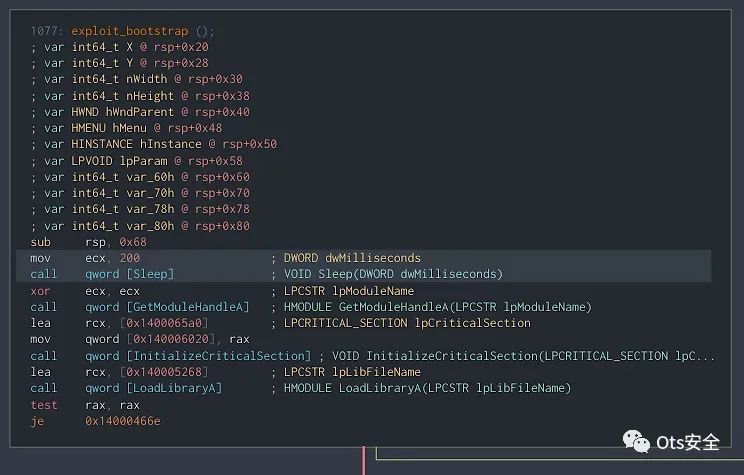 1077: exploit_bootstrap ();
; var int64_t X @ rsp+0x20
; var int64_t Y @ rsp+0x28
; var int64_t nWidth @ rsp+0x30
; var int64_t nHeight @ rsp+0x38
; var HWND hWndParent @ rsp+0x40
; var HMENU hMenu @ rsp+0x48
; var HINSTANCE hInstance @ rsp+0x50
; var LPVOID lpParam @ rsp+0x58
; var int64_t var_60h @ rsp+0x60
; var int64_t var_70h @ rsp+0x70
; var int64_t var_78h @ rsp+0x78
; var int64_t var_80h @ rsp+0x80
sub rsp, 0x68
mov ecx, 200 ; DWORD dwMilliseconds
call qword [Sleep] ; VOID Sleep(DWORD dwMilliseconds)
xor ecx, ecx ; LPCSTR lpModuleName
call qword [GetModuleHandleA] ; HMODULE GetModuleHandleA(LPCSTR lpModuleName)
lea rcx, [0x1400065a0] ; LPCRITICAL_SECTION lpCriticalSection
mov qword [0x140006020], rax
call qword [InitializeCriticalSection] ; VOID InitializeCriticalSection(LPCRITICAL_SECTION lpC...
lea rcx, [0x140005268] ; LPCSTR lpLibFileName
call qword [LoadLibraryA] ; HMODULE LoadLibraryA(LPCSTR lpLibFileName)
test rax, rax
je 0x14000466e
Ots安全